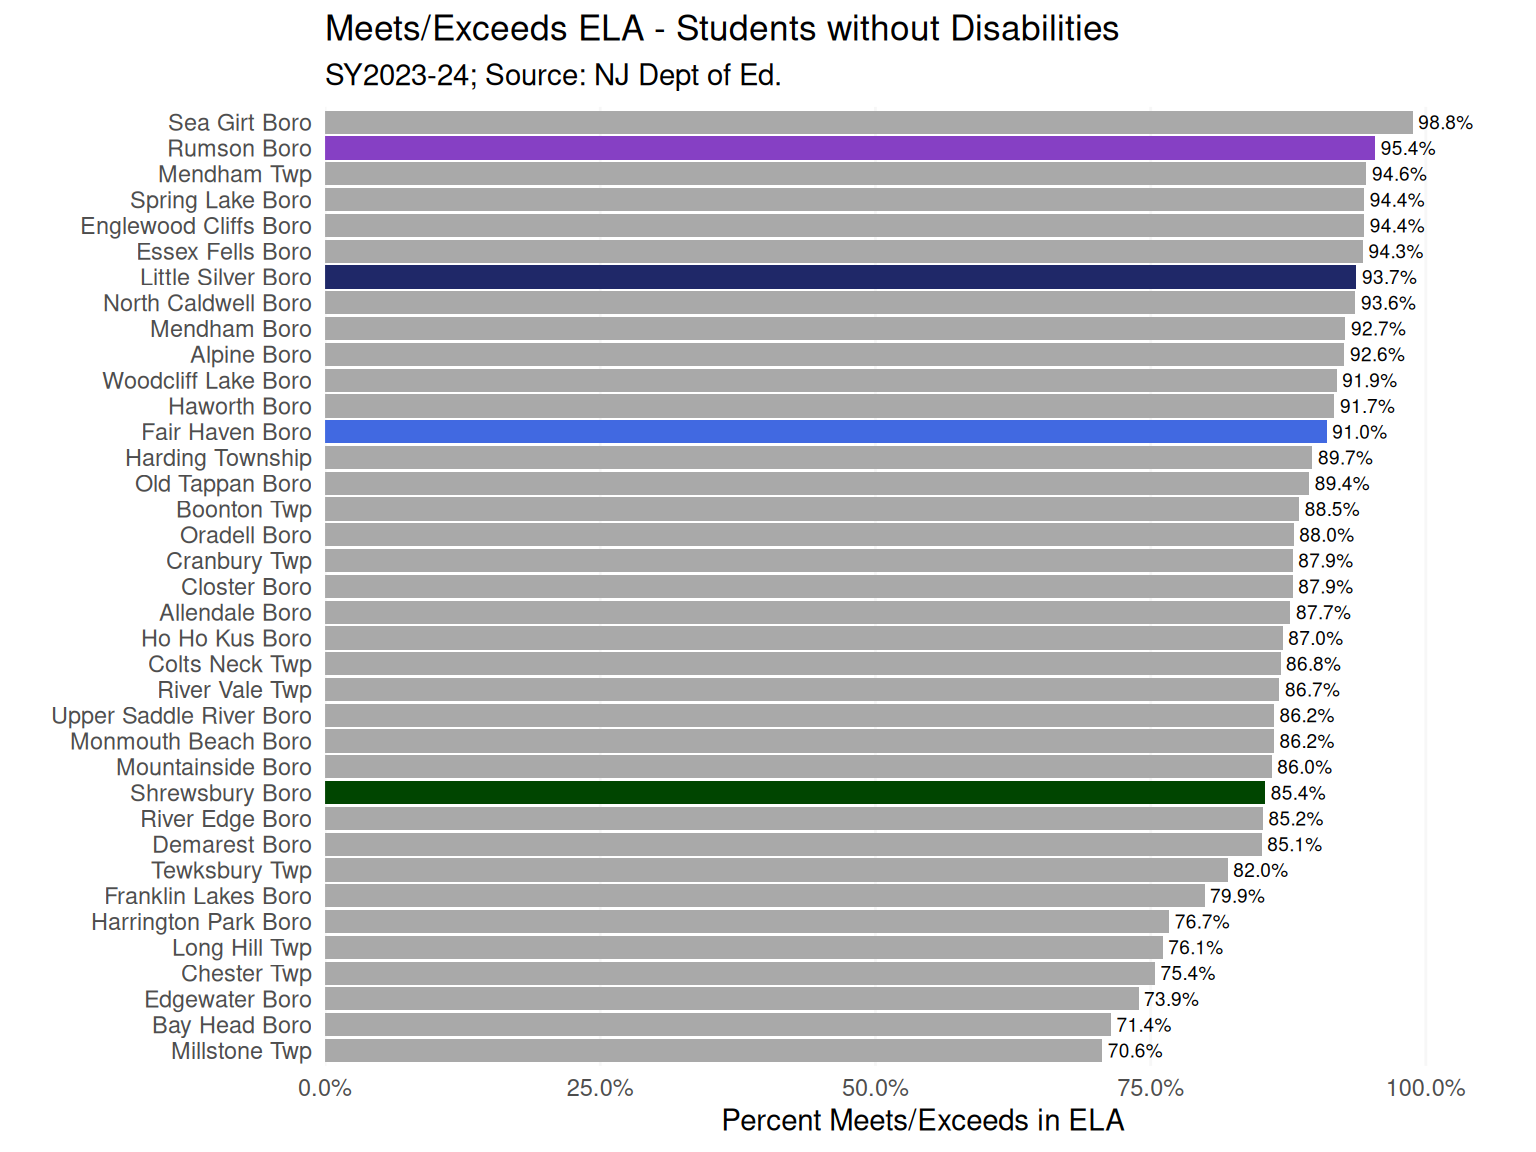 Meets/Exceeds ELA - Students without Disabilities
SY2023-24; Source: NJ Dept of Ed.
Sea Girt Boro 98.8%
Rumson Boro 95.4%
Mendham Twp 94.6%
Spring Lake Boro 94.4%
Englewood Cliffs Boro 94.4%
Essex Fells Boro 94.3%
Little Silver Boro 93.7%
North Caldwell Boro 93.6%
Mendham Boro 92.7%
Alpine Boro 92.6%
Woodcliff Lake Boro 91.9%
Haworth Boro 91.7%
Fair Haven Boro 91.0%
Harding Township 89.7%
Old Tappan Boro 89.4%
Boonton Twp 88.5%
Oradell Boro 88.0%
Cranbury Twp 87.9%
Closter Boro 87.9%
Allendale Boro 87.7%
Ho Ho Kus Boro 87.0%
Colts Neck Twp 86.8%
River Vale Twp 86.7%
Upper Saddle River Boro 86.2%
Monmouth Beach Boro 86.2%
Mountainside Boro 86.0%
Shrewsbury Boro 85.4%
River Edge Boro 85.2%
Demarest Boro 85.1%
Tewksbury Twp 82.0%
Franklin Lakes Boro 79.9%
Harrington Park Boro 76.7%
Long Hill Twp 76.1%
Chester Twp 75.4%
Edgewater Boro 73.9%
Bay Head Boro 71.4%
Millstone Twp 70.6%
0.0% 25.0% 50.0% 75.0% 100.0%
Percent Meets/Exceeds in ELA